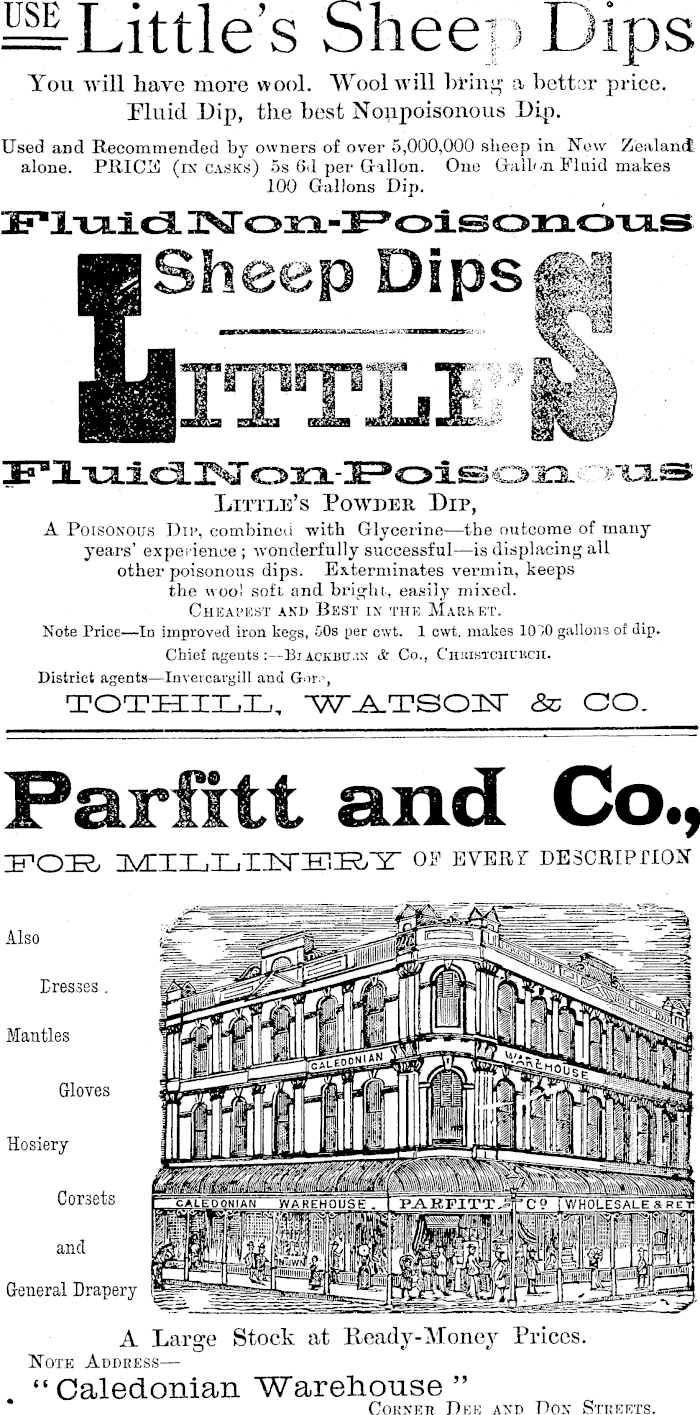 USE Little's Sheep Dips
You will have more wool. Wool will bring a better price.
Fluid Dip, the best Nonpoisonous Dip.
Used and Recommended by owners of over 5,000,000 sheep in New Zealand
alone. PRICE (IN CASKS) 5s 6d per Gallon. One Gallon Fluid makes
100 Gallons Dip.
Fluid Non-Poisonous
Sheep Dips
LITTLE'S
Fluid Non-Poisonous
LITTLE'S POWDER DIP,
A POISONOUS DIP, combined with Glycerine—the outcome of many
years' experience; wonderfully successful—is displacing all
other poisonous dips. Exterminates vermin, keeps
the wool soft and bright, easily mixed.
CHEAPEST AND BEST IN THE MARKET.
Note Price—In improved iron kegs, 50s per cwt. 1 cwt. makes 1000 gallons of dip.
Chief agents:—BLACKBURN & Co., CHRISTCHURCH.
District agents—Invercargill and Gore,
TOTHILL, WATSON & CO.
Parfitt and Co.,
FOR MILLINERY OF EVERY DESCRIPTION
Also
Dresses
Mantles
Gloves
Hosiery
Corsets
and
General Drapery
CALEDONIAN WAREHOUSE
CALEDONIAN WAREHOUSE. PARFITT & CO WHOLESALE & RET
A Large Stock at Ready-Money Prices.
NOTE ADDRESS—
"Caledonian Warehouse"
CORNER DEE AND DON STREETS.